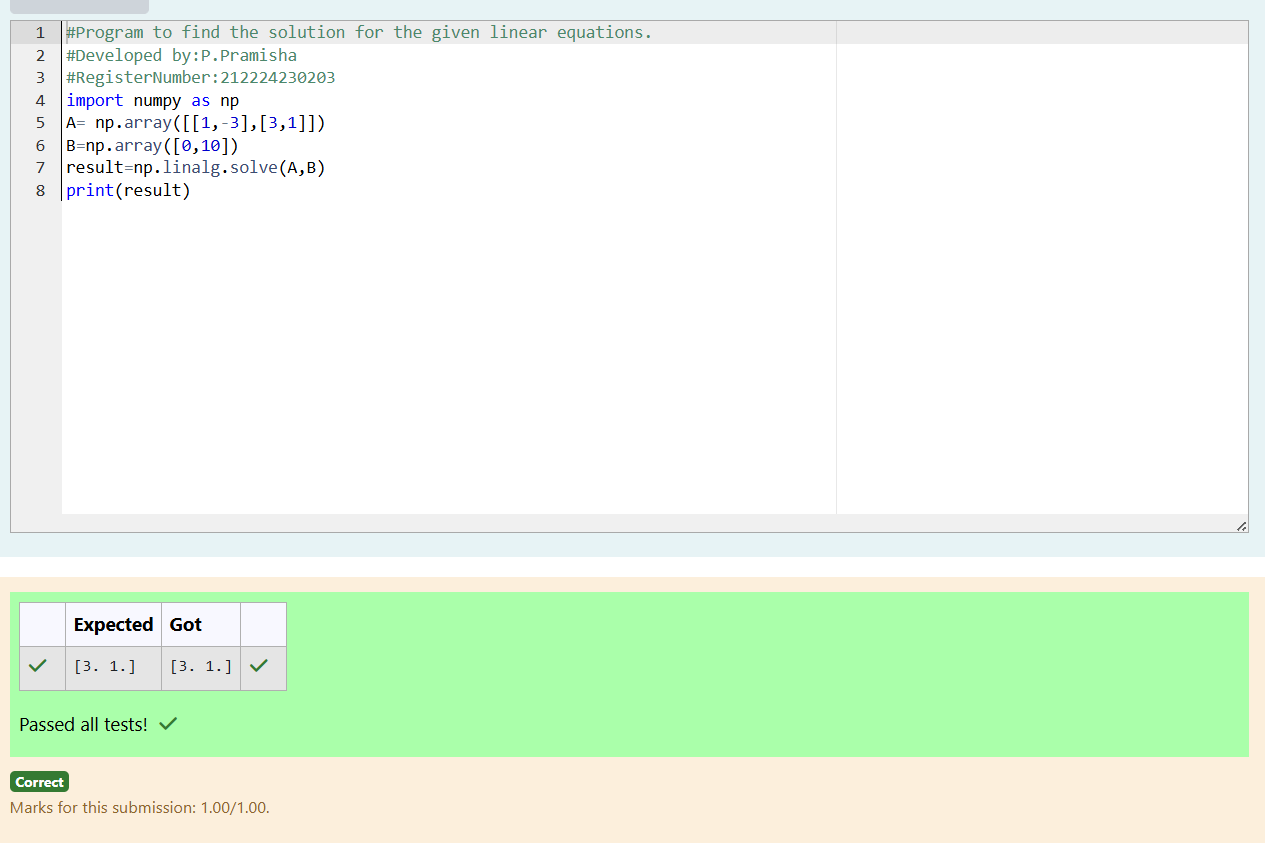 1 #Program to find the solution for the given linear equations.
2 #Developed by:P.Pramisha
3 #RegisterNumber:212224230203
4 import numpy as np
5 A= np.array([[1,-3],[3,1]])
6 B=np.array([0,10])
7 result=np.linalg.solve(A,B)
8 print(result)
Expected Got
[3. 1.] [3. 1.]
Passed all tests!
Correct
Marks for this submission: 1.00/1.00.